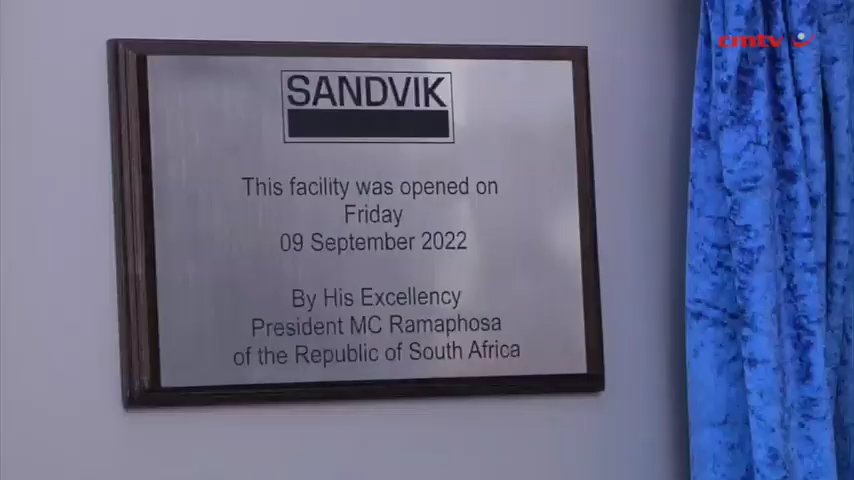 cmtv
SANDVIK
This facility was opened on
Friday
09 September 2022
By His Excellency
President MC Ramaphosa
of the Republic of South Africa